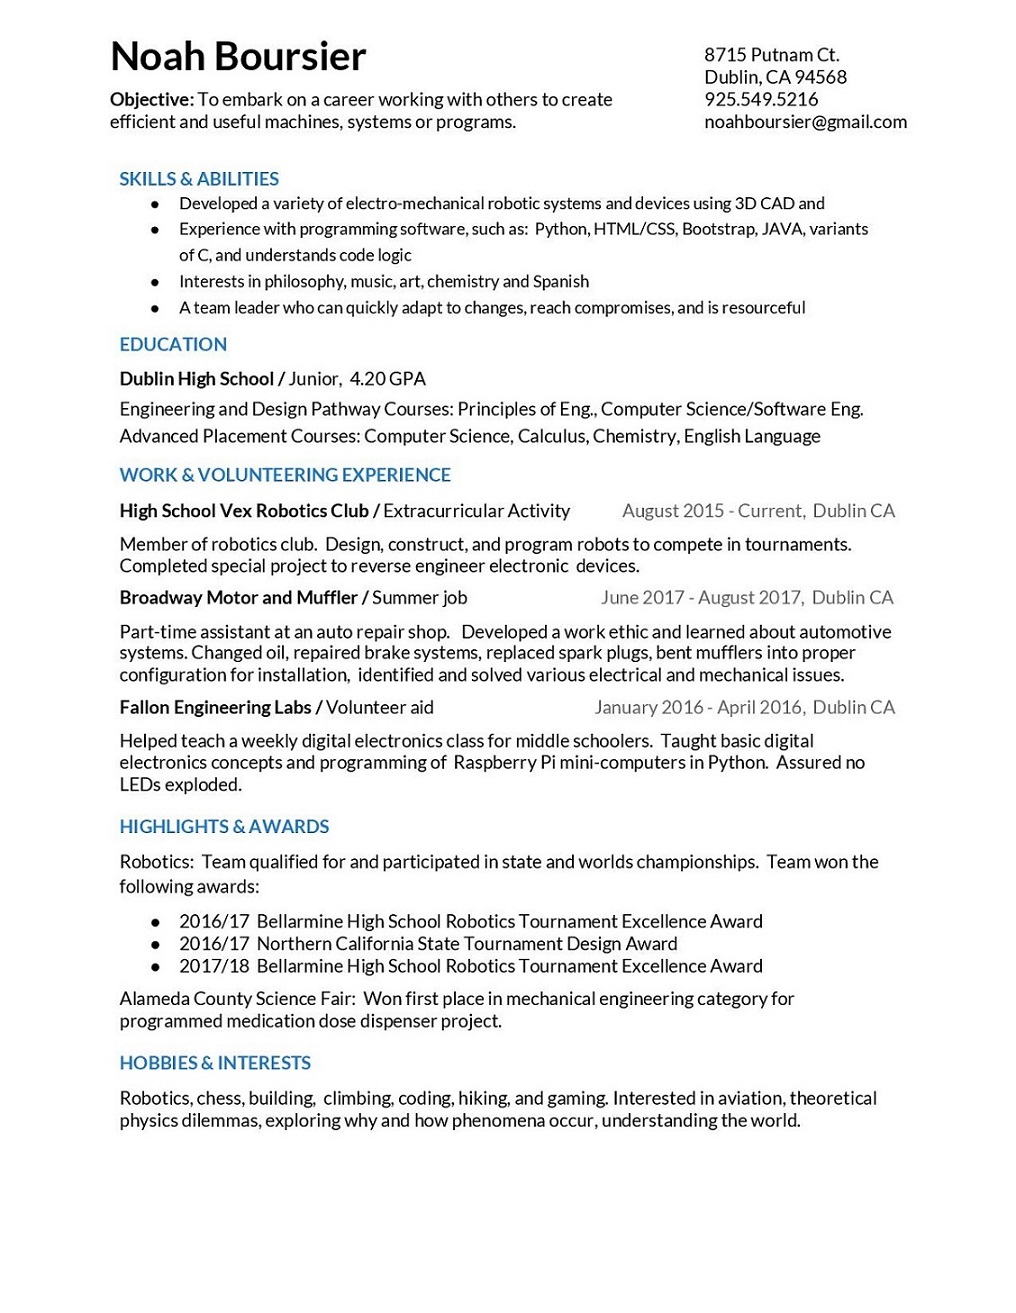 Noah Boursier
Objective: To embark on a career working with others to create
efficient and useful machines, systems or programs.
8715 Putnam Ct.
Dublin, CA 94568
925.549.5216
noahboursier@gmail.com
SKILLS & ABILITIES
● Developed a variety of electro-mechanical robotic systems and devices using 3D CAD and
● Experience with programming software, such as: Python, HTML/CSS, Bootstrap, JAVA, variants
of C, and understands code logic
● Interests in philosophy, music, art, chemistry and Spanish
● A team leader who can quickly adapt to changes, reach compromises, and is resourceful
EDUCATION
Dublin High School / Junior, 4.20 GPA
Engineering and Design Pathway Courses: Principles of Eng., Computer Science/Software Eng.
Advanced Placement Courses: Computer Science, Calculus, Chemistry, English Language
WORK & VOLUNTEERING EXPERIENCE
High School Vex Robotics Club / Extracurricular Activity August 2015 - Current, Dublin CA
Member of robotics club. Design, construct, and program robots to compete in tournaments.
Completed special project to reverse engineer electronic devices.
Broadway Motor and Muffler / Summer job June 2017 - August 2017, Dublin CA
Part-time assistant at an auto repair shop. Developed a work ethic and learned about automotive
systems. Changed oil, repaired brake systems, replaced spark plugs, bent mufflers into proper
configuration for installation, identified and solved various electrical and mechanical issues.
Fallon Engineering Labs / Volunteer aid January 2016 - April 2016, Dublin CA
Helped teach a weekly digital electronics class for middle schoolers. Taught basic digital
electronics concepts and programming of Raspberry Pi mini-computers in Python. Assured no
LEDs exploded.
HIGHLIGHTS & AWARDS
Robotics: Team qualified for and participated in state and worlds championships. Team won the
following awards:
● 2016/17 Bellarmine High School Robotics Tournament Excellence Award
● 2016/17 Northern California State Tournament Design Award
● 2017/18 Bellarmine High School Robotics Tournament Excellence Award
Alameda County Science Fair: Won first place in mechanical engineering category for
programmed medication dose dispenser project.
HOBBIES & INTERESTS
Robotics, chess, building, climbing, coding, hiking, and gaming. Interested in aviation, theoretical
physics dilemmas, exploring why and how phenomena occur, understanding the world.